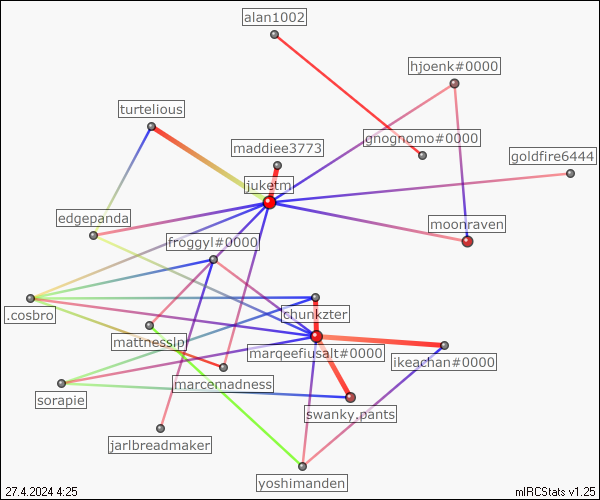 alan1002
hjoenk#0000
turtelious
gnognomo#0000
maddiee3773
goldfire6444
juketm
edgepanda
moonraven
froggyl#0000
.cosbro
chunkzter
mattnesslp
marqeefiusalt#0000
ikeachan#0000
marcemadness
sorapie
swanky.pants
jarlbreadmaker
yoshimanden
27.4.2024 4:25
mIRCStats v1.25